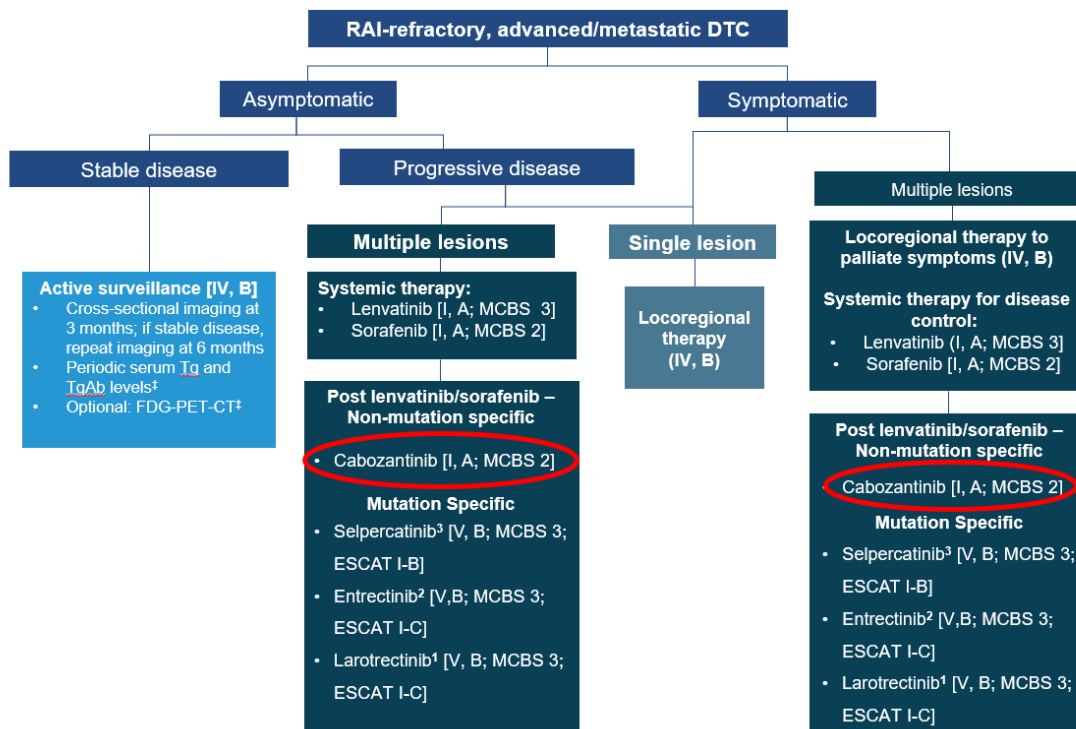 RAI-refractory, advanced/metastatic DTC
Asymptomatic
Symptomatic
Stable disease
Progressive disease
Multiple lesions
Multiple lesions
Single lesion
Active surveillance [IV, B]
• Cross-sectional imaging at
3 months; if stable disease,
repeat imaging at 6 months
• Periodic serum Tg and
TgAb levels‡
• Optional: FDG-PET-CT‡
Systemic therapy:
• Lenvatinib [I, A; MCBS 3]
• Sorafenib [I, A; MCBS 2]
Post lenvatinib/sorafenib –
Non-mutation specific
• Cabozantinib [I, A; MCBS 2]
Mutation Specific
• Selpercatinib³ [V, B; MCBS 3;
ESCAT I-B]
• Entrectinib² [V,B; MCBS 3;
ESCAT I-C]
• Larotrectinib¹ [V, B; MCBS 3;
ESCAT I-C]
Locoregional
therapy
(IV, B)
Locoregional therapy to
palliate symptoms (IV, B)
Systemic therapy for disease
control:
• Lenvatinib (I, A; MCBS 3]
• Sorafenib [I, A; MCBS 2]
Post lenvatinib/sorafenib –
Non-mutation specific
Cabozantinib [I, A; MCBS 2]
Mutation Specific
• Selpercatinib³ [V, B; MCBS 3;
ESCAT I-B]
• Entrectinib² [V,B; MCBS 3;
ESCAT I-C]
• Larotrectinib¹ [V, B; MCBS 3;
ESCAT I-C]